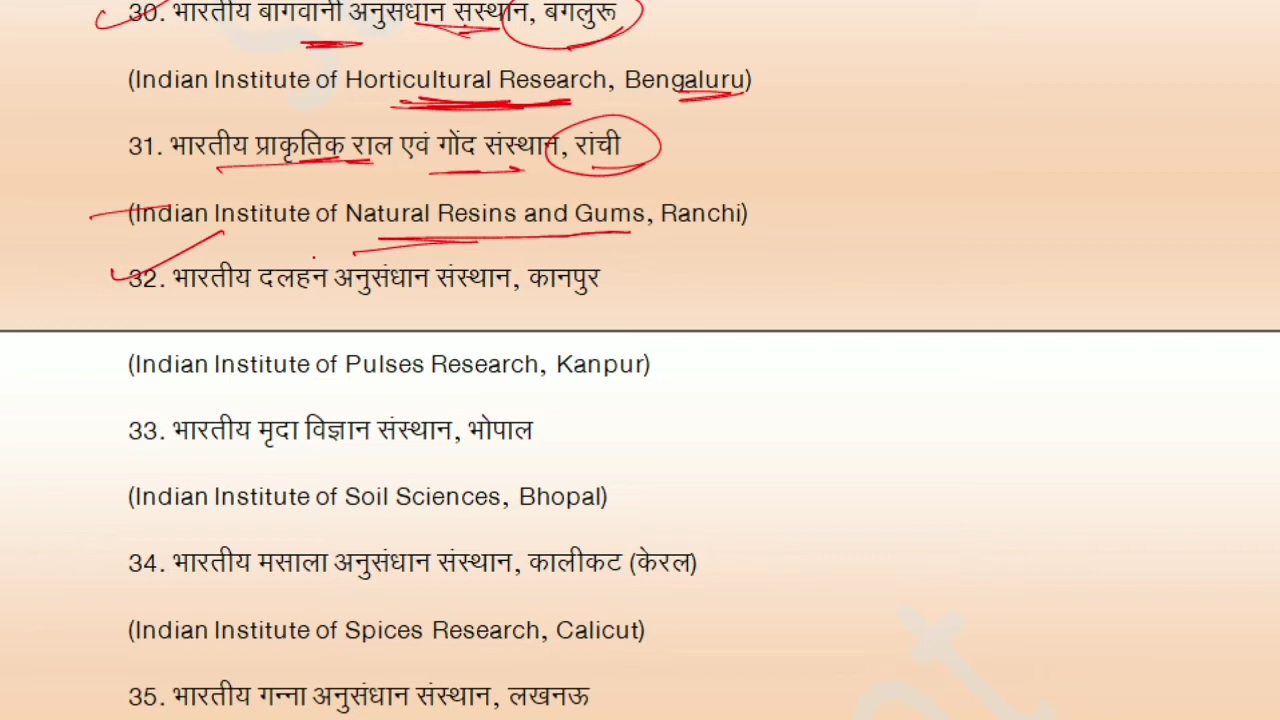 30. भारतीय बागवानी अनुसंधान संस्थान, बेंगलुरू
(Indian Institute of Horticultural Research, Bengaluru)
31. भारतीय प्राकृतिक राल एवं गोंद संस्थान, रांची
(Indian Institute of Natural Resins and Gums, Ranchi)
32. भारतीय दलहन अनुसंधान संस्थान, कानपुर
(Indian Institute of Pulses Research, Kanpur)
33. भारतीय मृदा विज्ञान संस्थान, भोपाल
(Indian Institute of Soil Sciences, Bhopal)
34. भारतीय मसाला अनुसंधान संस्थान, कालीकट (केरल)
(Indian Institute of Spices Research, Calicut)
35. भारतीय गन्ना अनुसंधान संस्थान, लखनऊ